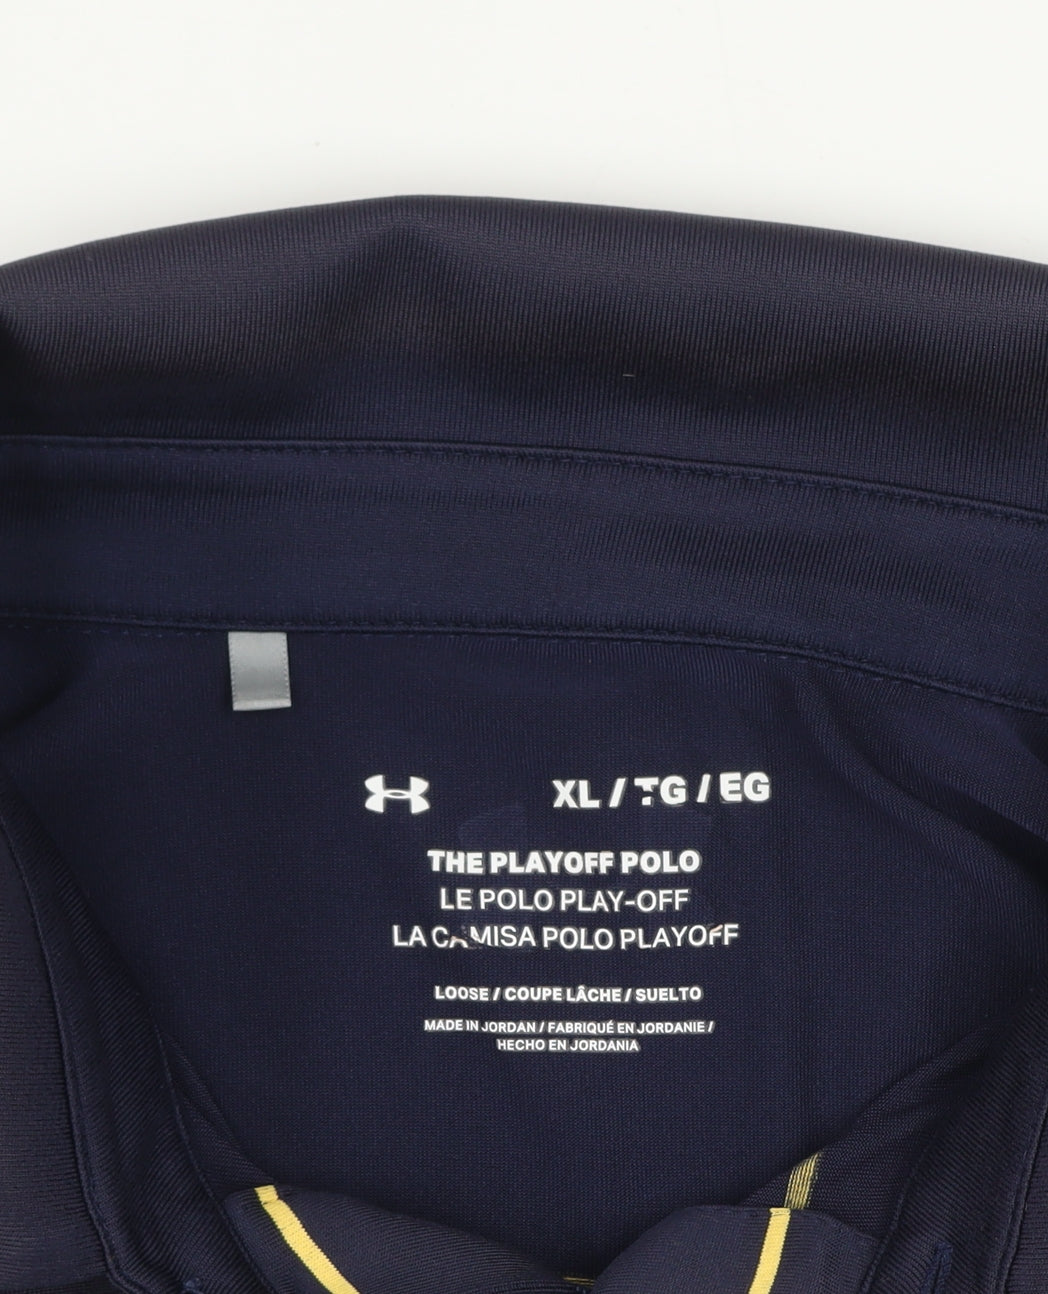 XL / TG / EG
THE PLAYOFF POLO
LE POLO PLAY-OFF
LA CAMISA POLO PLAYOFF
LOOSE / COUPE LÂCHE / SUELTO
MADE IN JORDAN / FABRIQUÉ EN JORDANIE /
HECHO EN JORDANIA